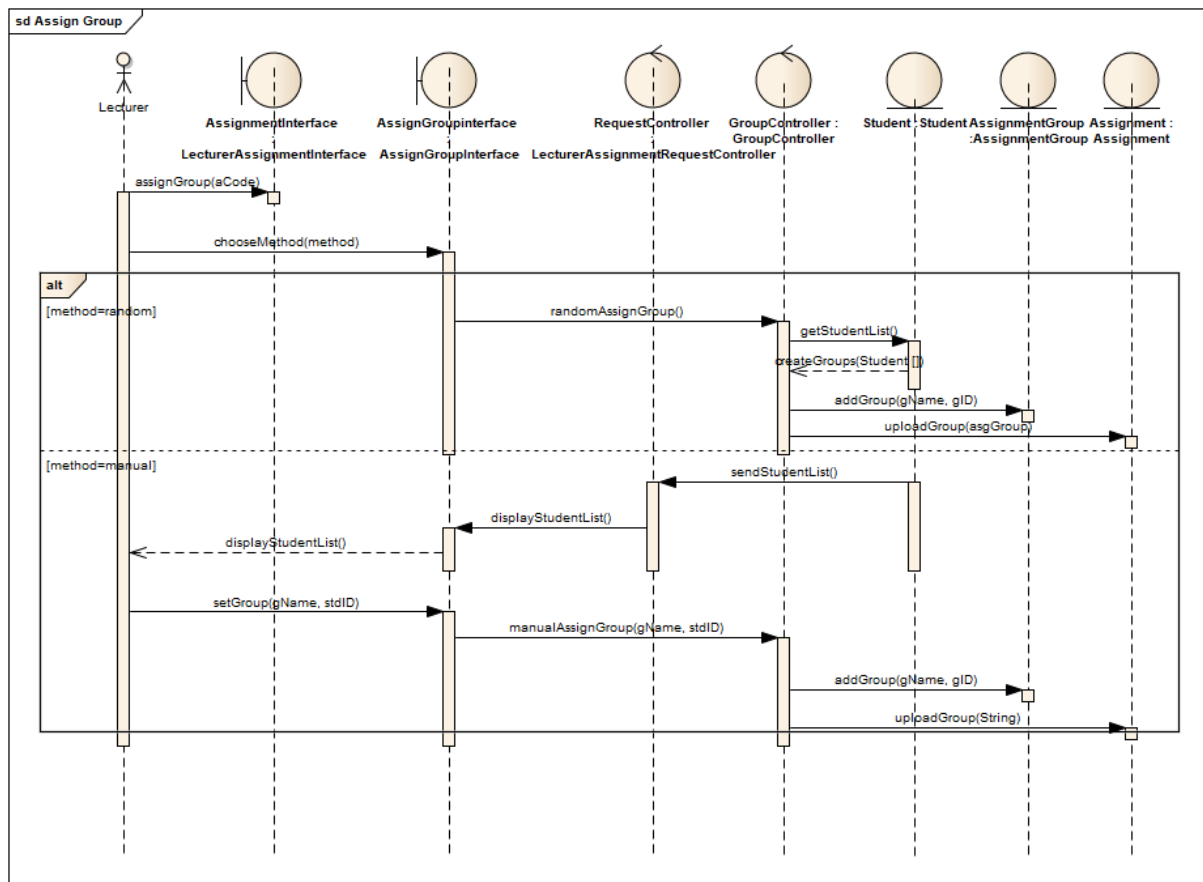 sd Assign Group
Lecturer
AssignmentInterface
:
LecturerAssignmentInterface
AssignGroupinterface
:
AssignGroupInterface
RequestController
:
LecturerAssignmentRequestController
GroupController :
GroupController
Student :Student
AssignmentGroup
:AssignmentGroup
Assignment :
Assignment
assignGroup(aCode)
chooseMethod(method)
alt
[method=random]
randomAssignGroup()
getStudentList()
createGroups(Student [])
addGroup(gName, gID)
uploadGroup(asgGroup)
[method=manual]
sendStudentList()
displayStudentList()
displayStudentList()
setGroup(gName, stdID)
manualAssignGroup(gName, stdID)
addGroup(gName, gID)
uploadGroup(String)